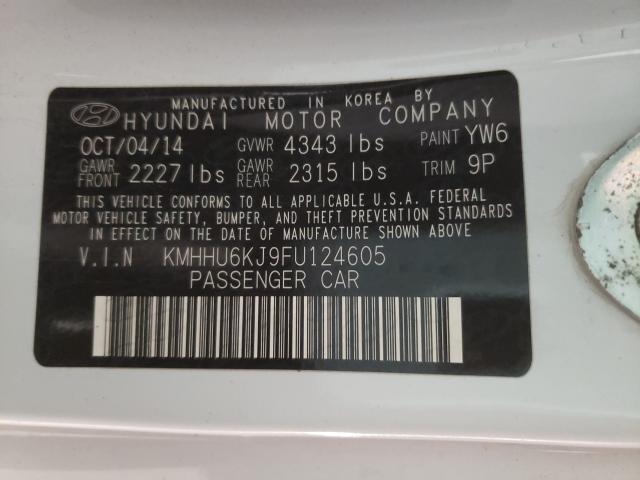 MANUFACTURED IN KOREA BY
HYUNDAI MOTOR COMPANY
OCT/04/14 GVWR 4343 lbs PAINT YW6
GAWR FRONT 2227 lbs GAWR REAR 2315 lbs TRIM 9P
THIS VEHICLE CONFORMS TO ALL APPLICABLE U.S.A. FEDERAL
MOTOR VEHICLE SAFETY, BUMPER, AND THEFT PREVENTION STANDARDS
IN EFFECT ON THE DATE OF MANUFACTURE SHOWN ABOVE.
V.I.N KMHHU6KJ9FU124605
PASSENGER CAR